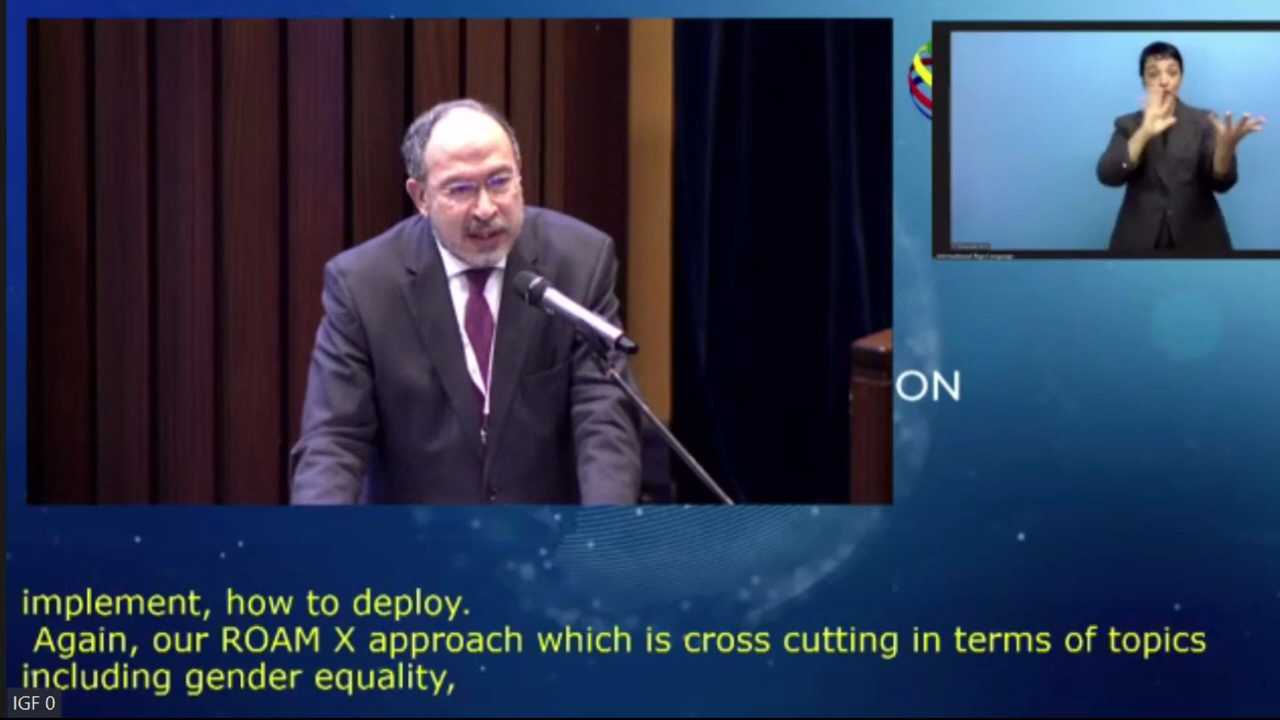 ON
implement, how to deploy.
Again, our ROAM X approach which is cross cutting in terms of topics
including gender equality,
IGF 0